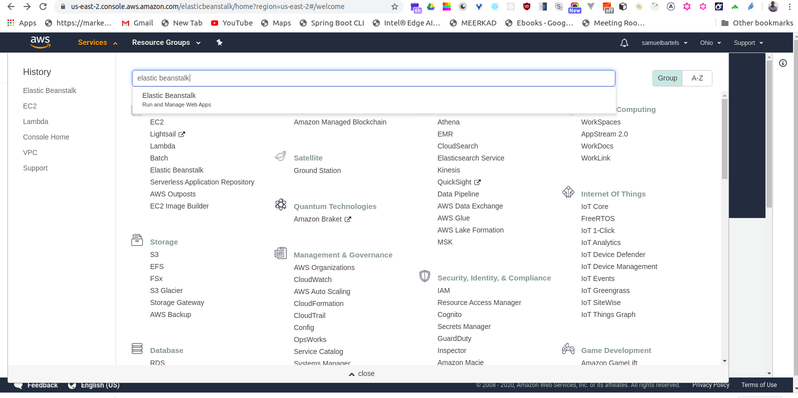 us-east-2.console.aws.amazon.com/elasticbeanstalk/home?region=us-east-2#/welcome
Apps https://marke... Gmail New Tab YouTube Maps Spring Boot CLI Intel® Edge AI... MEERKAD Ebooks - Goog... Meeting Roo... Other bookmarks
aws Services Resource Groups samuelbartels Ohio Support
History
Elastic Beanstalk
EC2
Lambda
Console Home
VPC
Support
elastic beanstalk
Group A-Z
Elastic Beanstalk
Run and Manage Web Apps
EC2
Lightsail
Lambda
Batch
Elastic Beanstalk
Serverless Application Repository
AWS Outposts
EC2 Image Builder
Storage
S3
EFS
FSx
S3 Glacier
Storage Gateway
AWS Backup
Database
RDS
Amazon Managed Blockchain
Satellite
Ground Station
Quantum Technologies
Amazon Braket
Management & Governance
AWS Organizations
CloudWatch
AWS Auto Scaling
CloudFormation
CloudTrail
Config
OpsWorks
Service Catalog
Systems Manager
Athena
EMR
CloudSearch
Elasticsearch Service
Kinesis
QuickSight
Data Pipeline
AWS Data Exchange
AWS Glue
AWS Lake Formation
MSK
Security, Identity, & Compliance
IAM
Resource Access Manager
Cognito
Secrets Manager
GuardDuty
Inspector
Amazon Macie
Computing
WorkSpaces
AppStream 2.0
WorkDocs
WorkLink
Internet Of Things
IoT Core
FreeRTOS
IoT 1-Click
IoT Analytics
IoT Device Defender
IoT Device Management
IoT Events
IoT Greengrass
IoT SiteWise
IoT Things Graph
Game Development
Amazon GameLift
close
Feedback English (US) © 2008 - 2020, Amazon Web Services, Inc. or its affiliates. All rights reserved. Privacy Policy Terms of Use